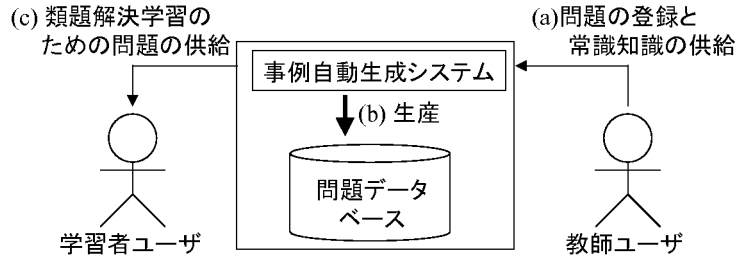 (c) 類題解決学習の
ための問題の供給
(a)問題の登録と
常識知識の供給
事例自動生成システム
(b) 生産
問題データ
ベース
学習者ユーザ
教師ユーザ